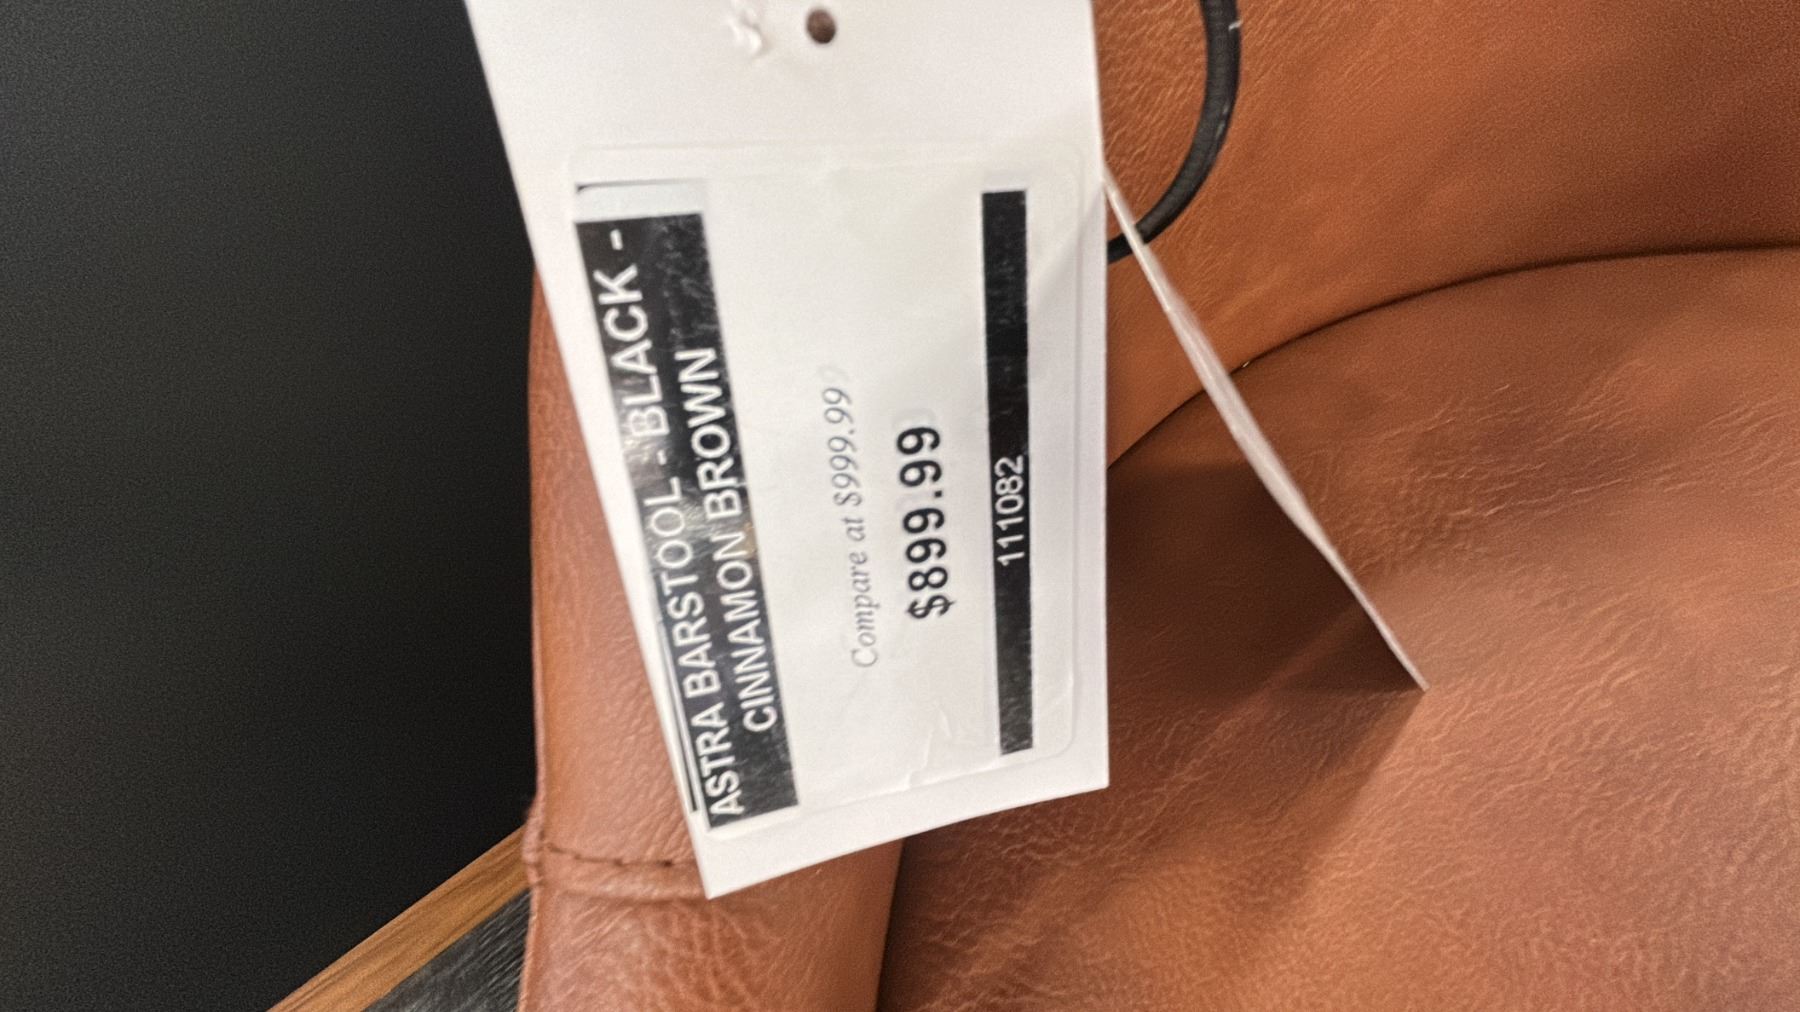 ASTRA BARSTOOL - BLACK -
CINNAMON BROWN
Compare at $999.99
$899.99
111082